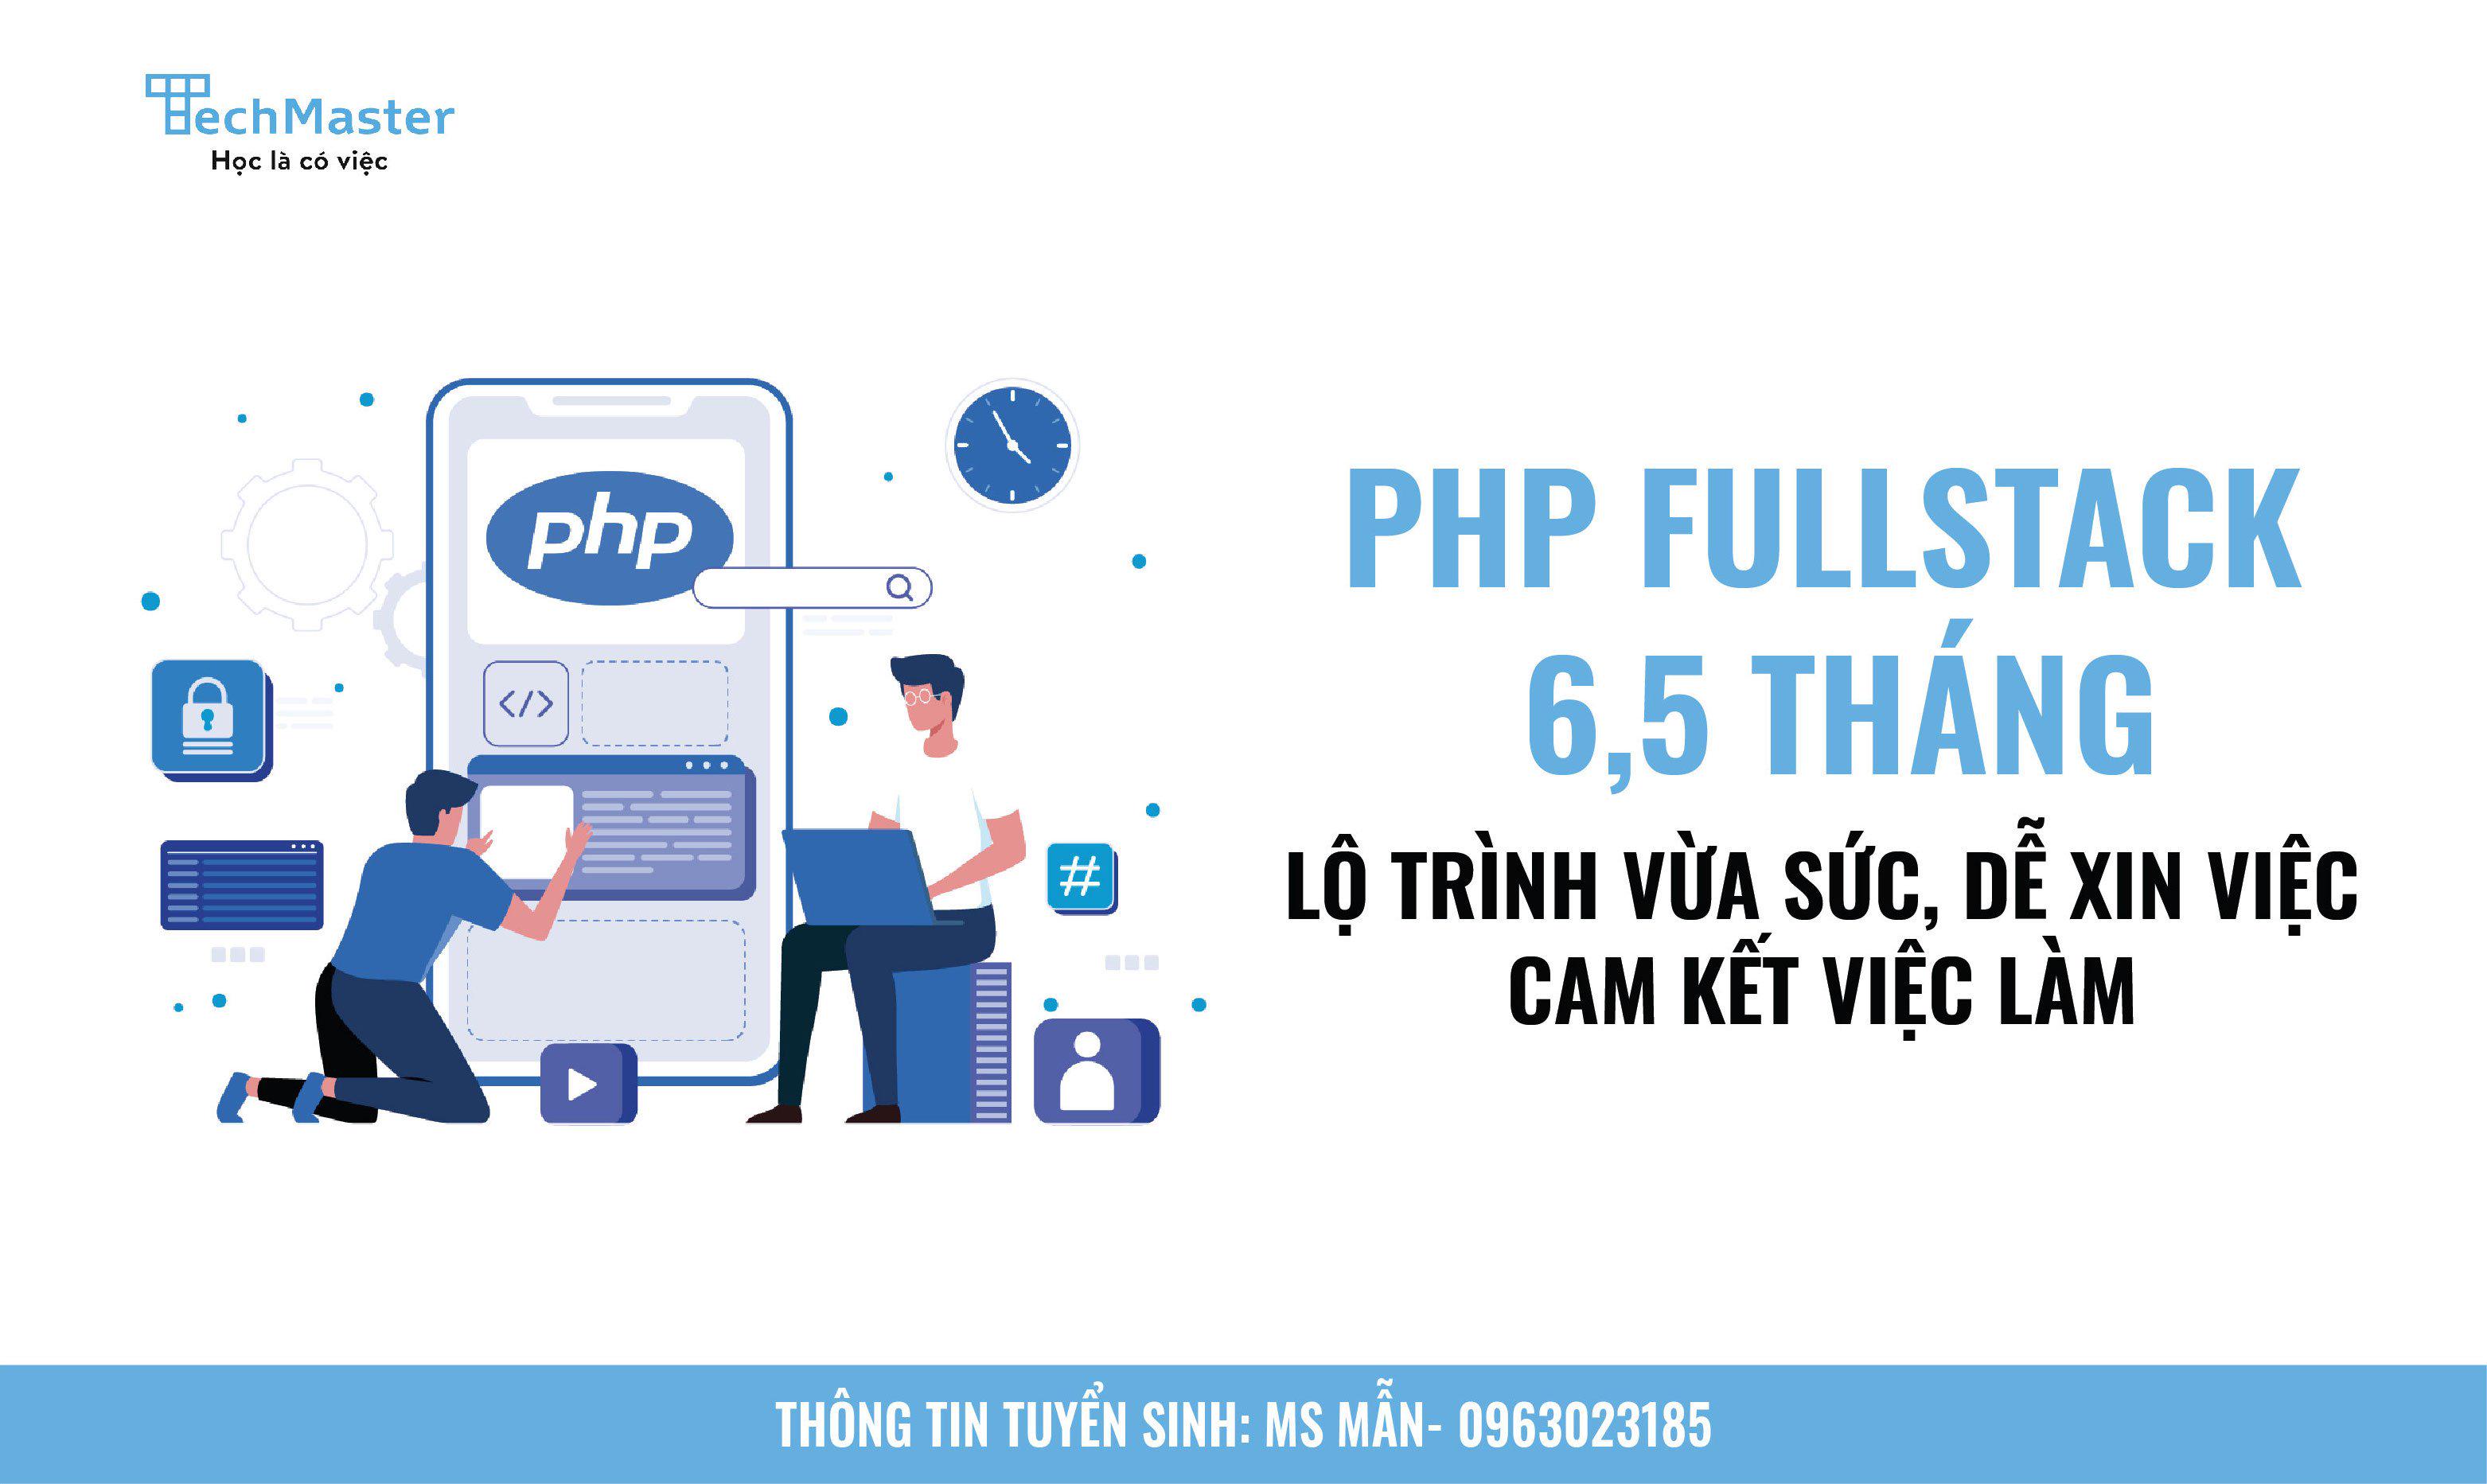 TechMaster
Học là có việc
php
</>
#
PHP FULLSTACK
6,5 THÁNG
LỘ TRÌNH VỪA SỨC, DỄ XIN VIỆC
CAM KẾT VIỆC LÀM
THÔNG TIN TUYỂN SINH: MS MẪN- 0963023185